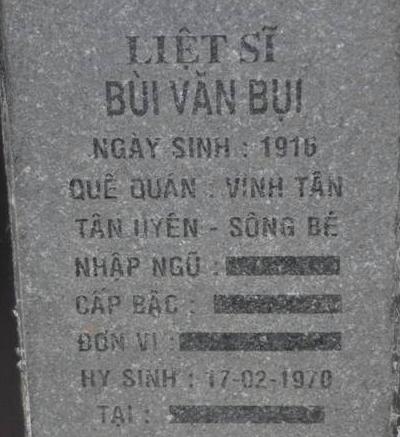 LIỆT SĨ
BÙI VĂN BỤI
NGÀY SINH : 1916
QUÊ QUÁN : VĨNH TÂN
TÂN UYÊN - SÔNG BÉ
NHẬP NGŨ :
CẤP BẬC :
ĐƠN VỊ :
HY SINH : 17-02-1970
TẠI :